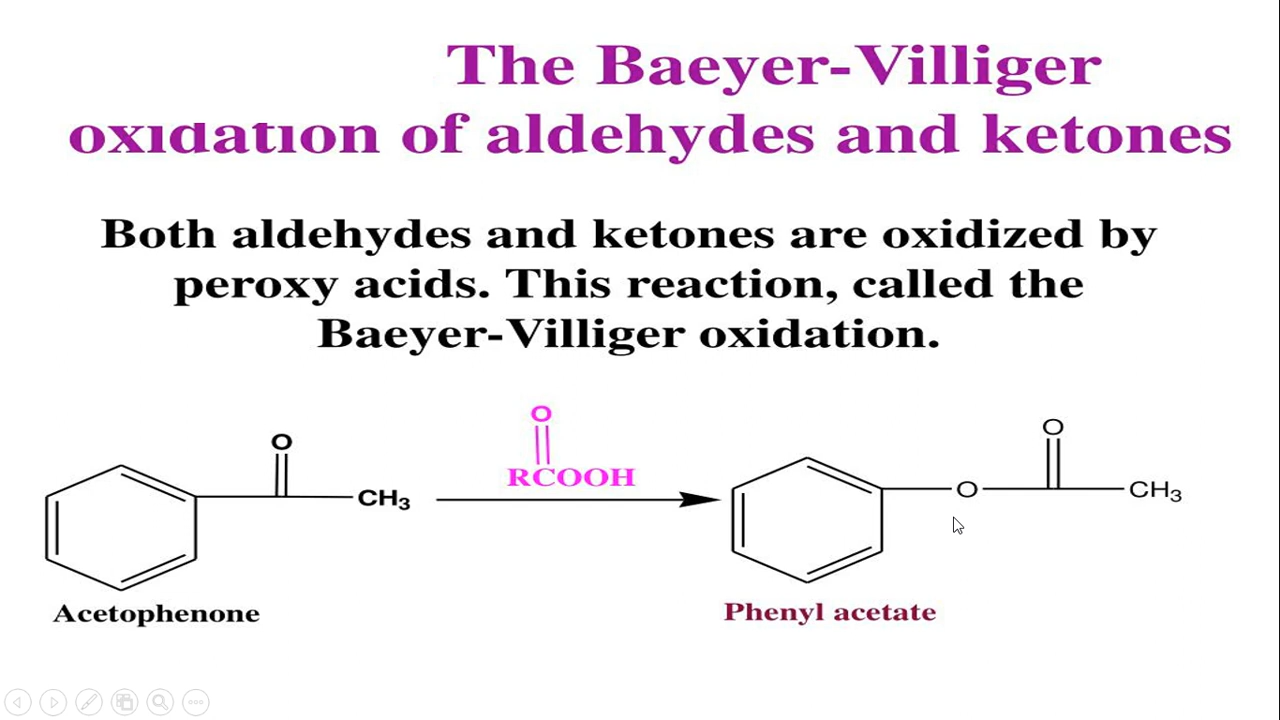 The Baeyer-Villiger
oxidation of aldehydes and ketones
Both aldehydes and ketones are oxidized by
peroxy acids. This reaction, called the
Baeyer-Villiger oxidation.
O
CH3
O
RCOOH
O
O
CH3
Acetophenone
Phenyl acetate